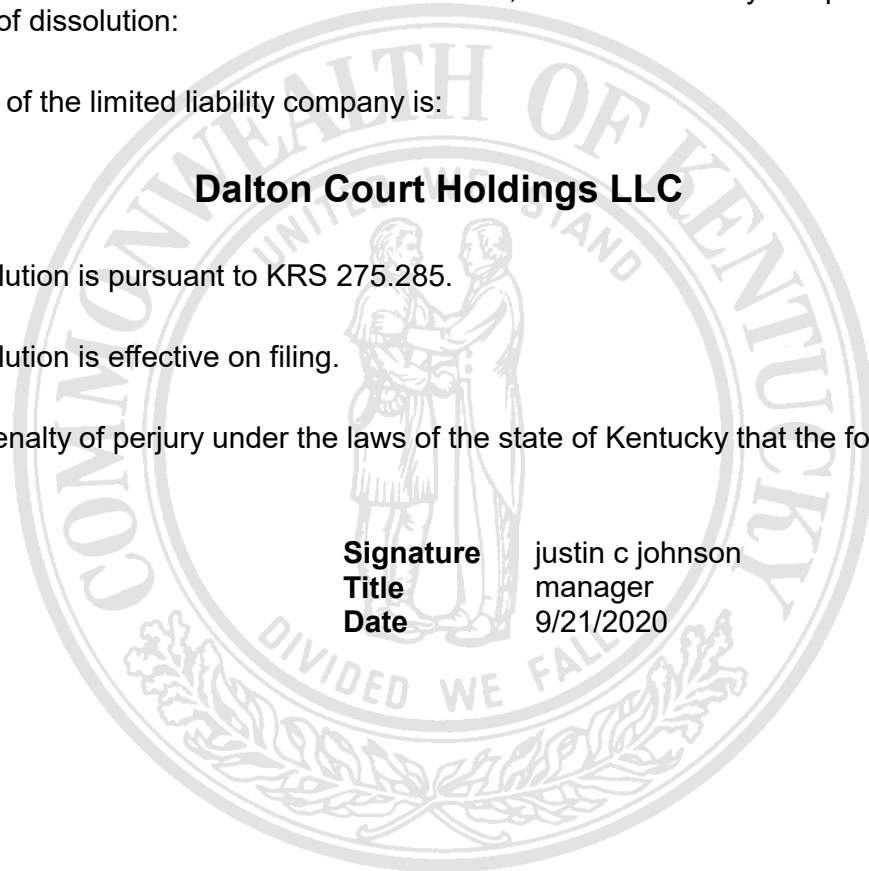 of dissolution:
of the limited liability company is:
Dalton Court Holdings LLC
lution is pursuant to KRS 275.285.
lution is effective on filing.
enalty of perjury under the laws of the state of Kentucky that the fo
Signature justin c johnson
Title manager
Date 9/21/2020
COMMONWEALTH OF KENTUCKY
UNITED WE STAND
DIVIDED WE FALL